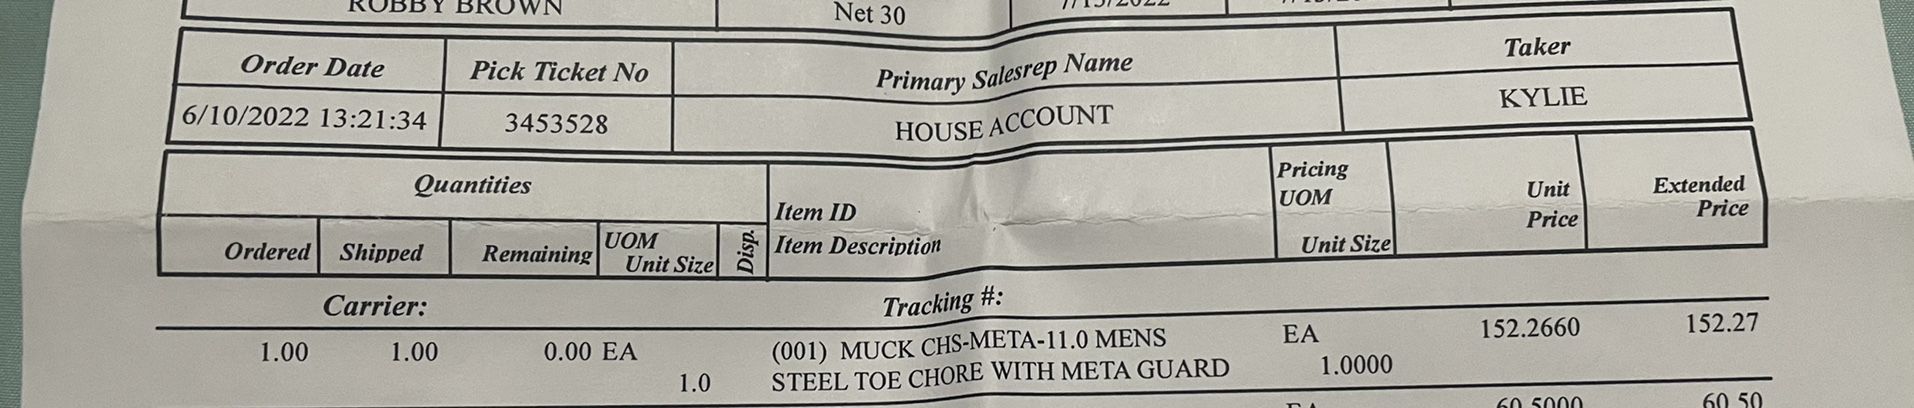 ROBBY BROWN Net 30
Order Date Pick Ticket No Primary Salesrep Name Taker
6/10/2022 13:21:34 3453528 HOUSE ACCOUNT KYLIE
Quantities
Item ID
Item Description
Pricing
UOM
Unit Size
Unit
Price
Extended
Price
Ordered Shipped Remaining UOM
Unit Size
Disp.
Carrier: Tracking #:
1.00 1.00 0.00 EA (001) MUCK CHS-META-11.0 MENS EA 152.2660 152.27
1.0 STEEL TOE CHORE WITH META GUARD 1.0000
60.5000 60.50